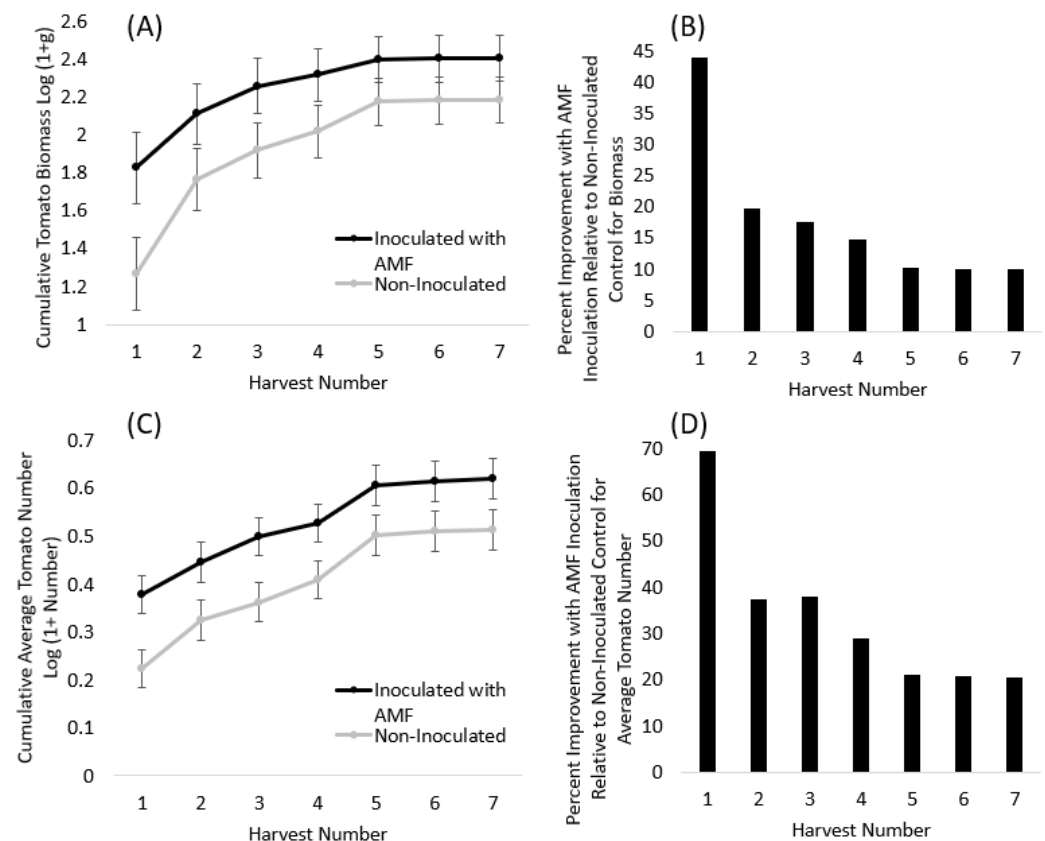 (A)
Cumulative Tomato Biomass Log (1+g)
2.6
2.4
2.2
2
1.8
1.6
1.4
1.2
1
Inoculated with
AMF
Non-Inoculated
1 2 3 4 5 6 7
Harvest Number
(B)
Percent Improvement with AMF
Inoculation Relative to Non-Inoculated
Control for Biomass
45
40
35
30
25
20
15
10
5
0
1 2 3 4 5 6 7
Harvest Number
(C)
Cumulative Average Tomato Number
Log (1+ Number)
0.7
0.6
0.5
0.4
0.3
0.2
0.1
0
Inoculated with
AMF
Non-Inoculated
1 2 3 4 5 6 7
Harvest Number
(D)
Percent Improvement with AMF Inoculation
Relative to Non-Inoculated Control for
Average Tomato Number
70
60
50
40
30
20
10
0
1 2 3 4 5 6 7
Harvest Number